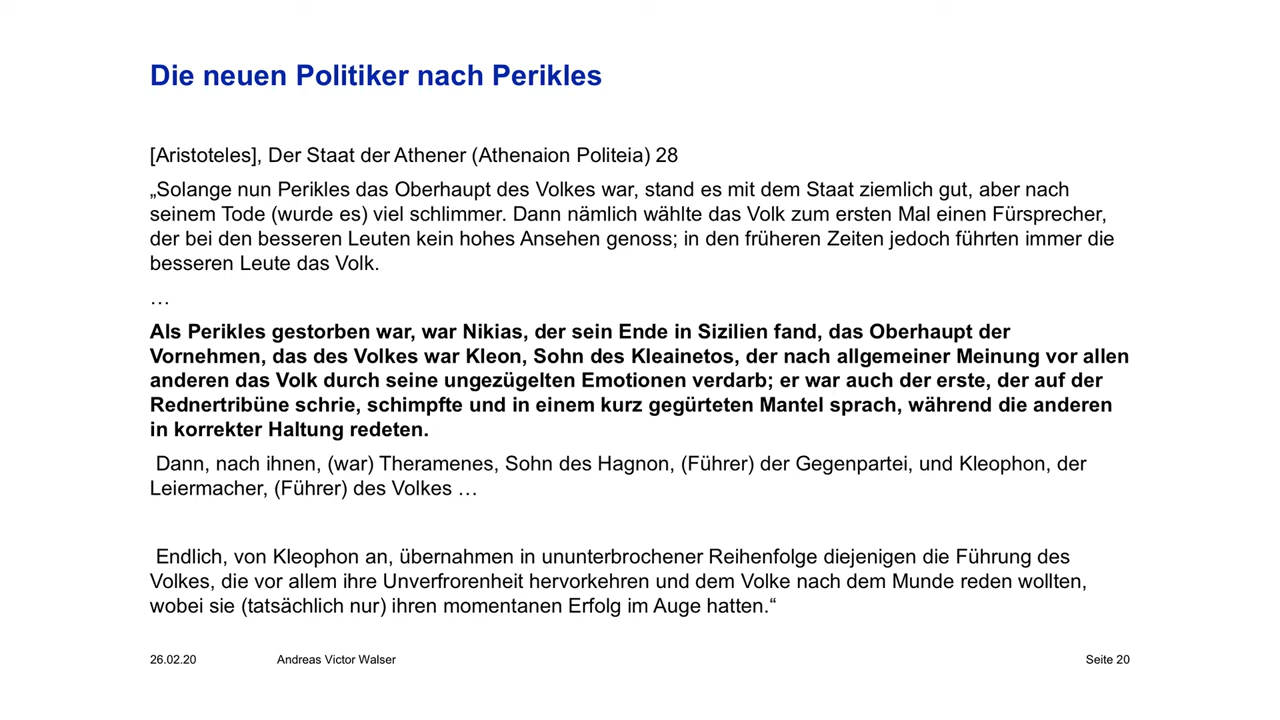 Die neuen Politiker nach Perikles
[Aristoteles], Der Staat der Athener (Athenaion Politeia) 28
„Solange nun Perikles das Oberhaupt des Volkes war, stand es mit dem Staat ziemlich gut, aber nach
seinem Tode (wurde es) viel schlimmer. Dann nämlich wählte das Volk zum ersten Mal einen Fürsprecher,
der bei den besseren Leuten kein hohes Ansehen genoss; in den früheren Zeiten jedoch führten immer die
besseren Leute das Volk.
…
Als Perikles gestorben war, war Nikias, der sein Ende in Sizilien fand, das Oberhaupt der
Vornehmen, das des Volkes war Kleon, Sohn des Kleainetos, der nach allgemeiner Meinung vor allen
anderen das Volk durch seine ungezügelten Emotionen verdarb; er war auch der erste, der auf der
Rednertribüne schrie, schimpfte und in einem kurz gegürteten Mantel sprach, während die anderen
in korrekter Haltung redeten.
Dann, nach ihnen, (war) Theramenes, Sohn des Hagnon, (Führer) der Gegenpartei, und Kleophon, der
Leiermacher, (Führer) des Volkes …
Endlich, von Kleophon an, übernahmen in ununterbrochener Reihenfolge diejenigen die Führung des
Volkes, die vor allem ihre Unverfrorenheit hervorkehren und dem Volke nach dem Munde reden wollten,
wobei sie (tatsächlich nur) ihren momentanen Erfolg im Auge hatten.“
26.02.20 Andreas Victor Walser Seite 20